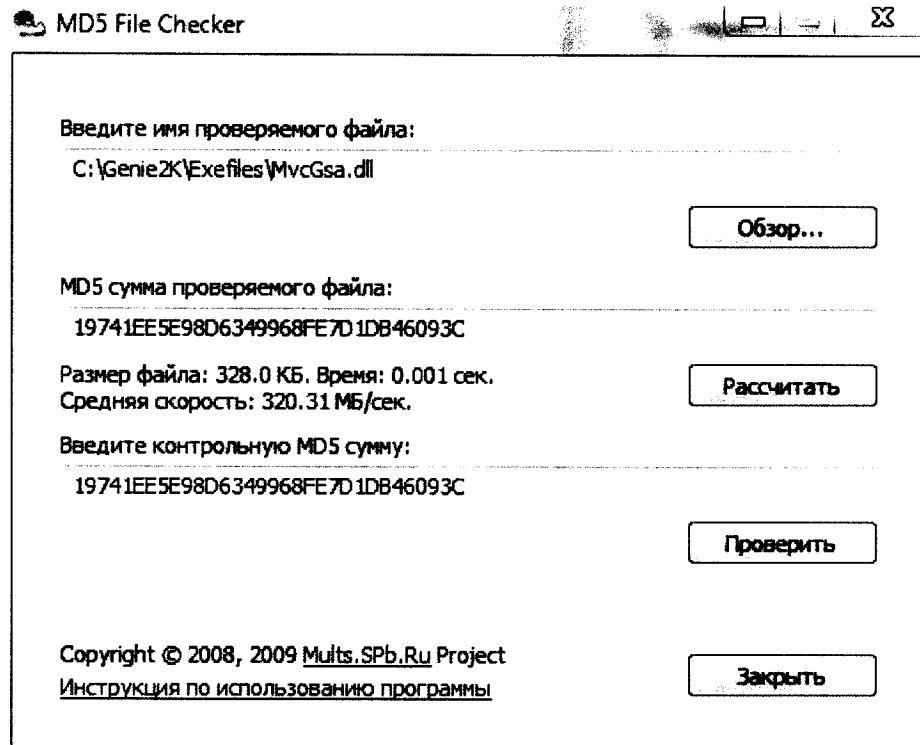 MD5 File Checker
Введите имя проверяемого файла:
C:\Genie2K\Exefiles\MvcGsa.dll
Обзор...
MD5 сумма проверяемого файла:
19741EE5E98D6349968FE7D1DB46093C
Размер файла: 328.0 КБ. Время: 0.001 сек.
Средняя скорость: 320.31 МБ/сек.
Рассчитать
Введите контрольную MD5 сумму:
19741EE5E98D6349968FE7D1DB46093C
Проверить
Copyright © 2008, 2009 Mults.SPb.Ru Project
Инструкция по использованию программы
Закрыть